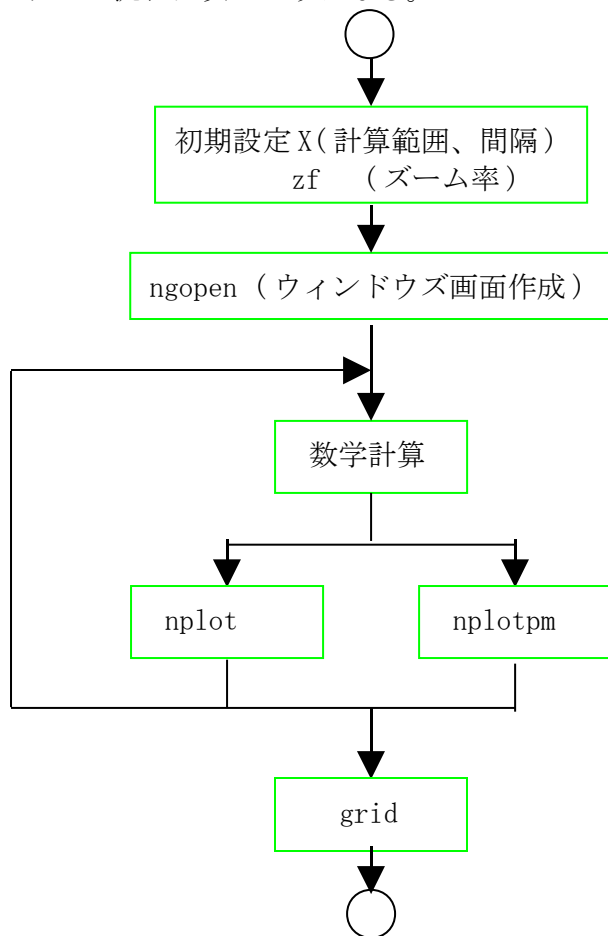 初期設定X(計算範囲、間隔)
zf (ズーム率)
ngopen (ウィンドウズ画面作成)
数学計算
nplot nplotpm
grid